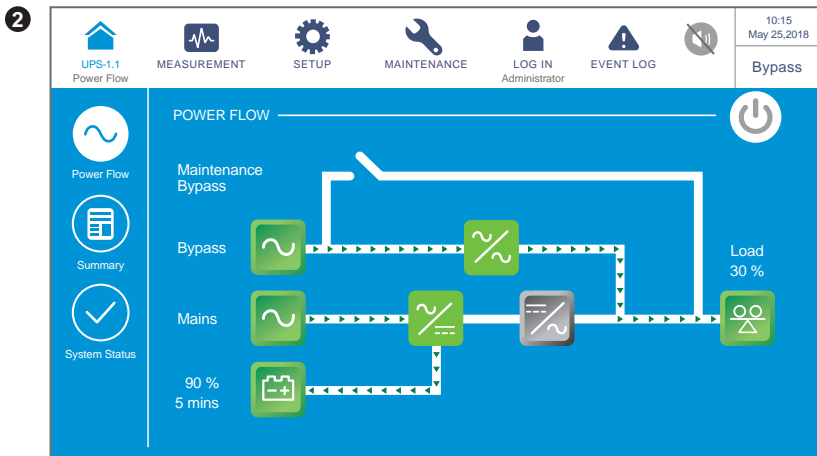 2
UPS-1.1
Power Flow
MEASUREMENT
SETUP
MAINTENANCE
LOG IN
Administrator
EVENT LOG
10:15
May 25,2018
Bypass
Power Flow
Summary
System Status
POWER FLOW
Maintenance
Bypass
Bypass
Load
30 %
Mains
90 %
5 mins